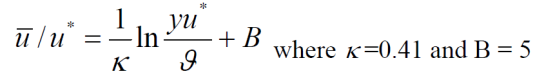 u̅ / u* = 1/κ ln yu*/ϑ + B where κ=0.41 and B = 5